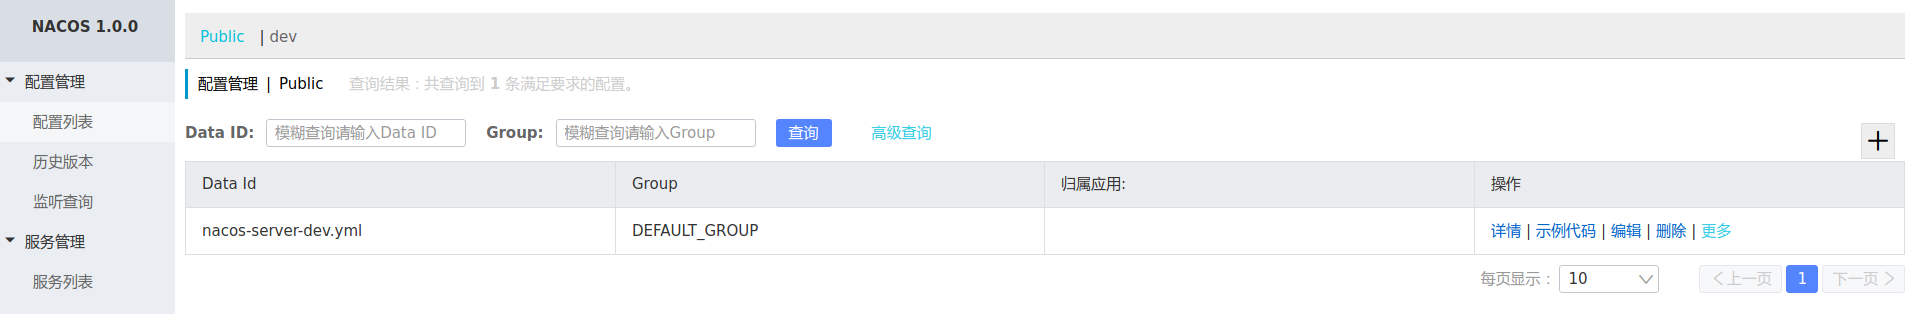 NACOS 1.0.0
配置管理
配置列表
历史版本
监听查询
服务管理
服务列表
Public | dev
配置管理 | Public 查询结果：共查询到 1 条满足要求的配置。
Data ID: 模糊查询请输入Data ID Group: 模糊查询请输入Group 查询 高级查询
Data Id Group 归属应用: 操作
nacos-server-dev.yml DEFAULT_GROUP 详情 | 示例代码 | 编辑 | 删除 | 更多
每页显示： 10 上一页 1 下一页